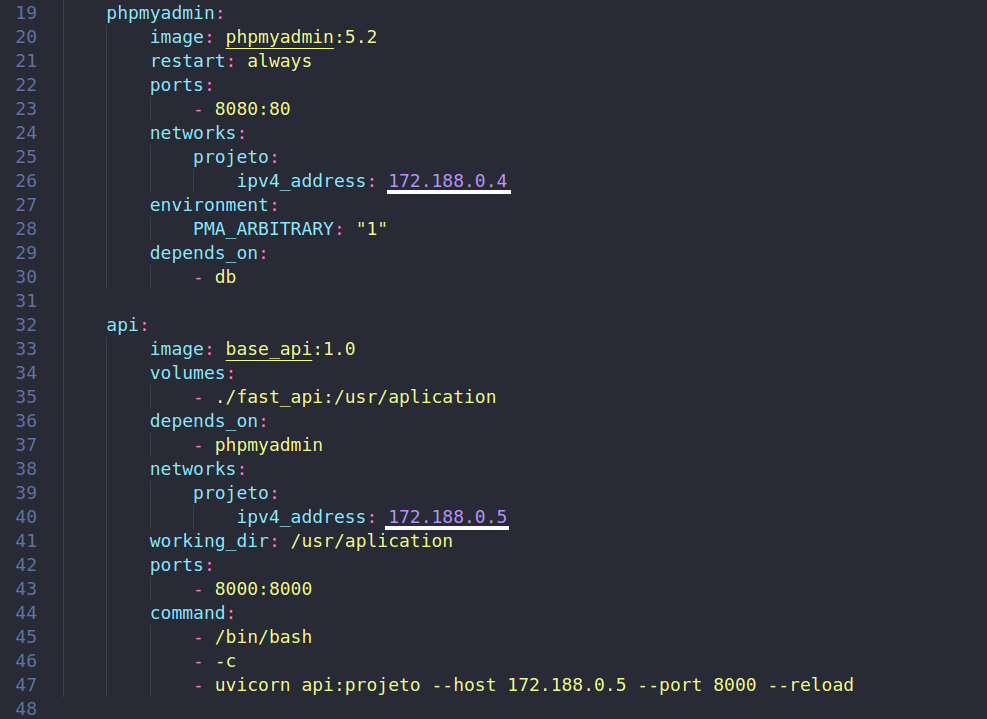 19 phpmyadmin:
20 image: phpmyadmin:5.2
21 restart: always
22 ports:
23 - 8080:80
24 networks:
25 projeto:
26 ipv4_address: 172.188.0.4
27 environment:
28 PMA_ARBITRARY: "1"
29 depends_on:
30 - db
31
32 api:
33 image: base_api:1.0
34 volumes:
35 - ./fast_api:/usr/aplication
36 depends_on:
37 - phpmyadmin
38 networks:
39 projeto:
40 ipv4_address: 172.188.0.5
41 working_dir: /usr/aplication
42 ports:
43 - 8000:8000
44 command:
45 - /bin/bash
46 - -c
47 - uvicorn api:projeto --host 172.188.0.5 --port 8000 --reload
48